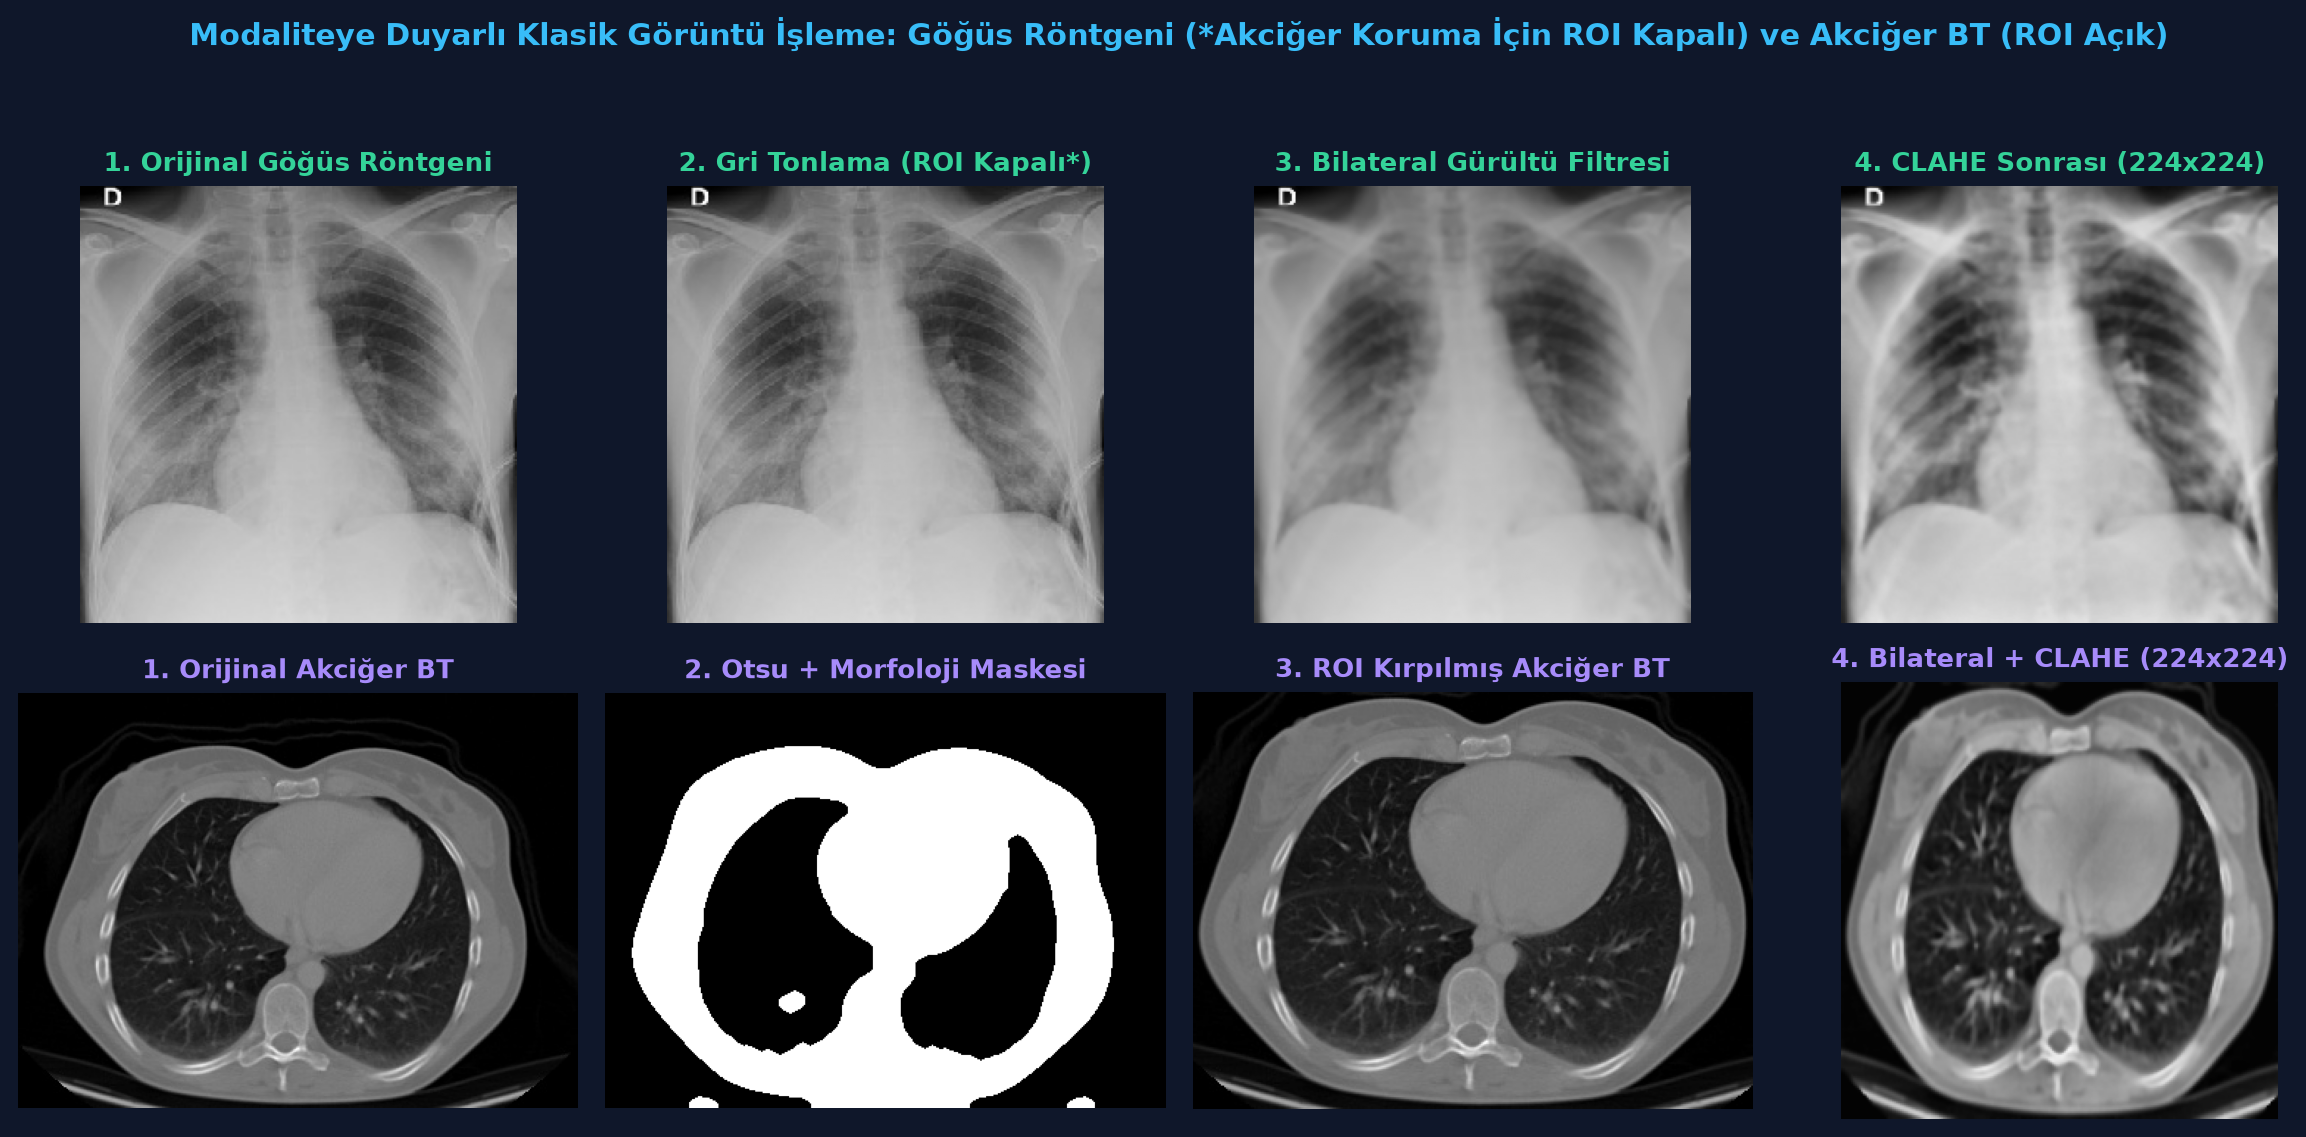 Modaliteye Duyarlı Klasik Görüntü İşleme: Göğüs Röntgeni (*Akciğer Koruma İçin ROI Kapalı) ve Akciğer BT (ROI Açık)
1. Orijinal Göğüs Röntgeni
2. Gri Tonlama (ROI Kapalı*)
3. Bilateral Gürültü Filtresi
4. CLAHE Sonrası (224x224)
D
D
D
D
1. Orijinal Akciğer BT
2. Otsu + Morfoloji Maskesi
3. ROI Kırpılmış Akciğer BT
4. Bilateral + CLAHE (224x224)